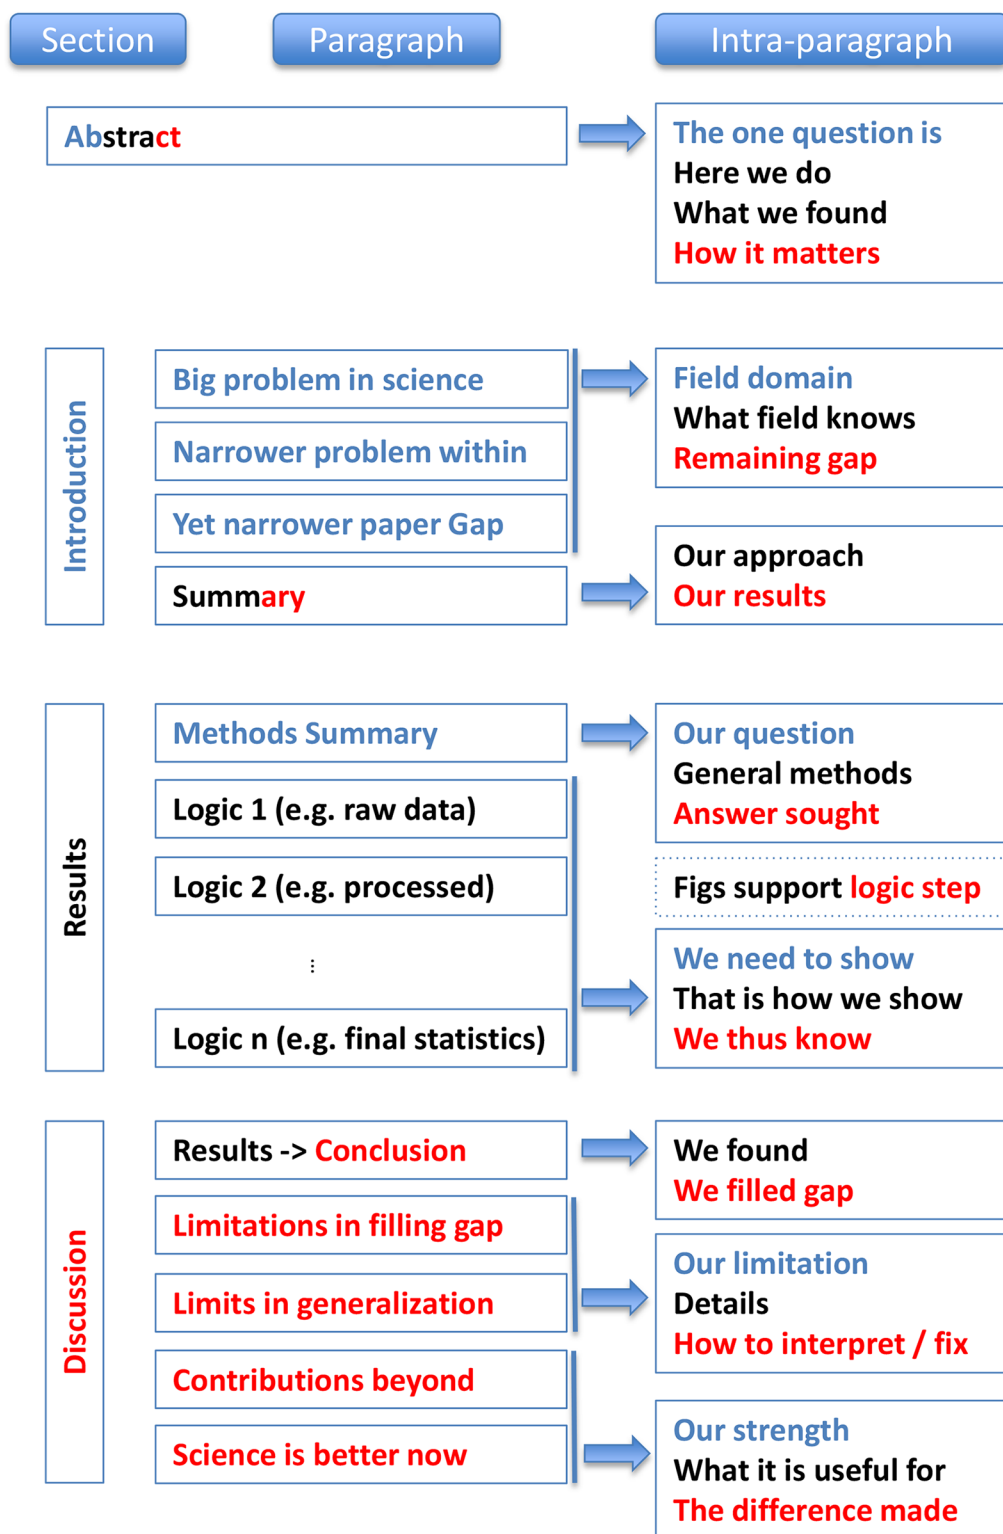 Section
Paragraph
Intra-paragraph
Abstract
The one question is
Here we do
What we found
How it matters
Introduction
Big problem in science
Narrower problem within
Yet narrower paper Gap
Summary
Field domain
What field knows
Remaining gap
Our approach
Our results
Results
Methods Summary
Logic 1 (e.g. raw data)
Logic 2 (e.g. processed)
...
Logic n (e.g. final statistics)
Our question
General methods
Answer sought
Figs support logic step
We need to show
That is how we show
We thus know
Discussion
Results -> Conclusion
Limitations in filling gap
Limits in generalization
Contributions beyond
Science is better now
We found
We filled gap
Our limitation
Details
How to interpret / fix
Our strength
What it is useful for
The difference made